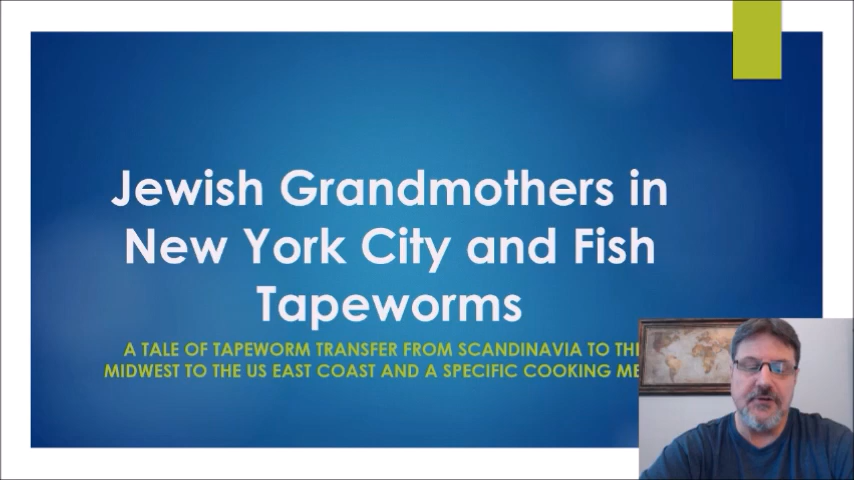 Jewish Grandmothers in
New York City and Fish
Tapeworms
A TALE OF TAPEWORM TRANSFER FROM SCANDINAVIA TO
MIDWEST TO THE US EAST COAST AND A SPECIFIC COOKING